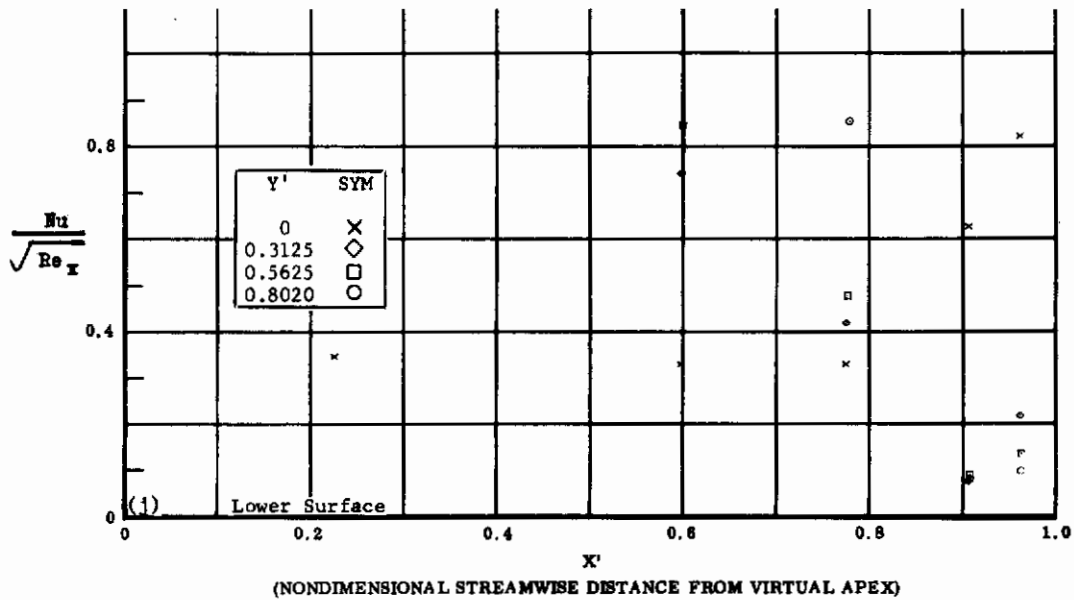 0.8
Y' SYM
0 ×
0.3125 ◇
0.5625 □
0.8020 ○
Nu
√Re x
0.4
(j) Lower Surface
0
0 0.2 0.4 0.6 0.8 1.0
X'
(NONDIMENSIONAL STREAMWISE DISTANCE FROM VIRTUAL APEX)